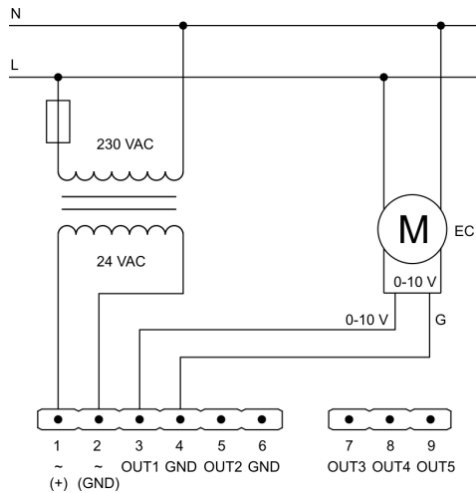 N
L
230 VAC
24 VAC
M
EC
0-10 V
0-10 V
G
1 2 3 4 5 6 7 8 9
~ ~ OUT1 GND OUT2 GND OUT3 OUT4 OUT5
(+) (GND)